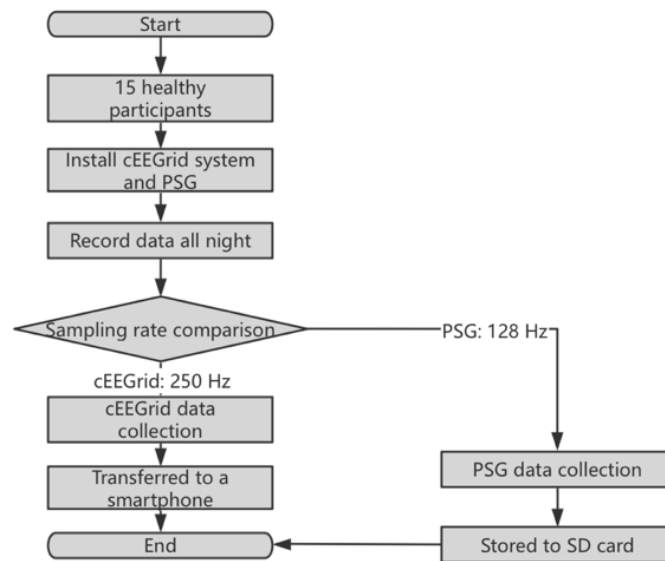 Start
15 healthy
participants
Install cEEGrid system
and PSG
Record data all night
Sampling rate comparison
PSG: 128 Hz
cEEGrid: 250 Hz
cEEGrid data
collection
PSG data collection
Transferred to a
smartphone
Stored to SD card
End